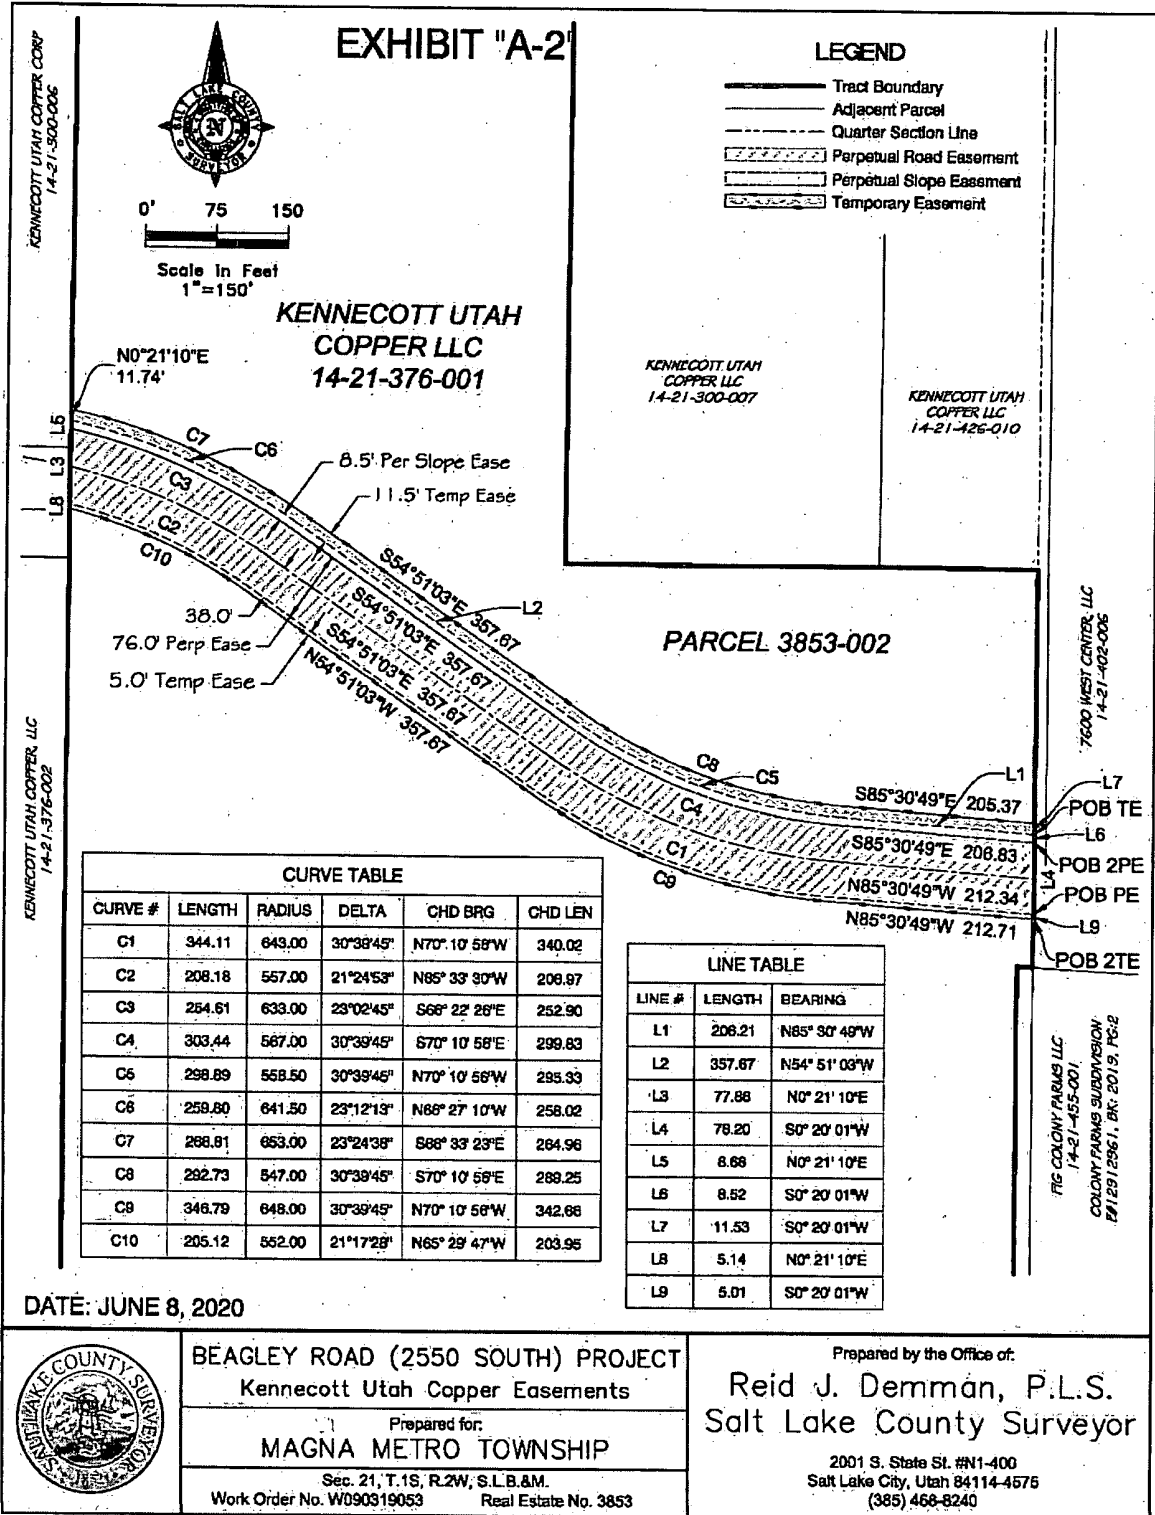 EXHIBIT "A-2"
KENNECOTT UTAH COPPER CORP
14-21-300-006
SALT LAKE COUNTY
N
SURVEYOR
0' 75 150
Scale In Feet
1"=150'
LEGEND
Tract Boundary
Adjacent Parcel
Quarter Section Line
Perpetual Road Easement
Perpetual Slope Easement
Temporary Easement
KENNECOTT UTAH
COPPER LLC
14-21-376-001
KENNECOTT UTAH
COPPER LLC
14-21-300-007
KENNECOTT UTAH
COPPER LLC
14-21-426-010
N0°21'10"E
11.74'
L5
L3
L8
C7
C6
C3
C2
C10
8.5' Per Slope Ease
11.5' Temp Ease
38.0'
76.0' Perp Ease
5.0' Temp Ease
S54°51'03"E 357.67
L2
S54°51'03"E 357.67
S54°51'03"E 357.67
N54°51'03"W 357.67
PARCEL 3853-002
7600 WEST CENTER, LLC
14-21-402-006
KENNECOTT UTAH COPPER, LLC
14-21-376-002
C8
C5
C4
C1
C9
L1
S85°30'49"E 205.37
S85°30'49"E 206.83
N85°30'49"W 212.34
N85°30'49"W 212.71
L7
POB TE
L6
POB 2PE
L4
POB PE
L9
POB 2TE
CURVE TABLE
CURVE # LENGTH RADIUS DELTA CHD BRG CHD LEN
C1 344.11 643.00 30°39'45" N70° 10' 56"W 340.02
C2 208.18 557.00 21°24'53" N65° 33' 30"W 206.97
C3 254.61 633.00 23°02'45" S66° 22' 26"E 252.90
C4 303.44 567.00 30°39'45" S70° 10' 56"E 299.83
C5 298.89 558.50 30°39'45" N70° 10' 56"W 295.33
C6 259.80 641.50 23°12'13" N66° 27' 10"W 258.02
C7 266.81 653.00 23°24'38" S66° 33' 23"E 264.96
C8 292.73 547.00 30°39'45" S70° 10' 56"E 289.25
C9 346.79 648.00 30°39'45" N70° 10' 56"W 342.66
C10 205.12 552.00 21°17'28" N65° 29' 47"W 203.95
LINE TABLE
LINE # LENGTH BEARING
L1 206.21 N85° 30' 49"W
L2 357.67 N54° 51' 03"W
L3 77.86 N0° 21' 10"E
L4 76.20 S0° 20' 01"W
L5 8.68 N0° 21' 10"E
L6 8.52 S0° 20' 01"W
L7 11.53 S0° 20' 01"W
L8 5.14 N0° 21' 10"E
L9 5.01 S0° 20' 01"W
FIG COLONY FARMS LLC
14-21-455-001
COLONY FARMS SUBDIVISION
E#12912961, BK: 2019, PG:2
DATE: JUNE 8, 2020
SALT LAKE COUNTY SURVEYOR
BEAGLEY ROAD (2550 SOUTH) PROJECT
Kennecott Utah Copper Easements
Prepared for:
MAGNA METRO TOWNSHIP
Sec. 21, T.1S, R.2W, S.L.B.&M.
Work Order No. W090319053 Real Estate No. 3853
Prepared by the Office of:
Reid J. Demman, P.L.S.
Salt Lake County Surveyor
2001 S. State St. #N1-400
Salt Lake City, Utah 84114-4575
(385) 468-8240